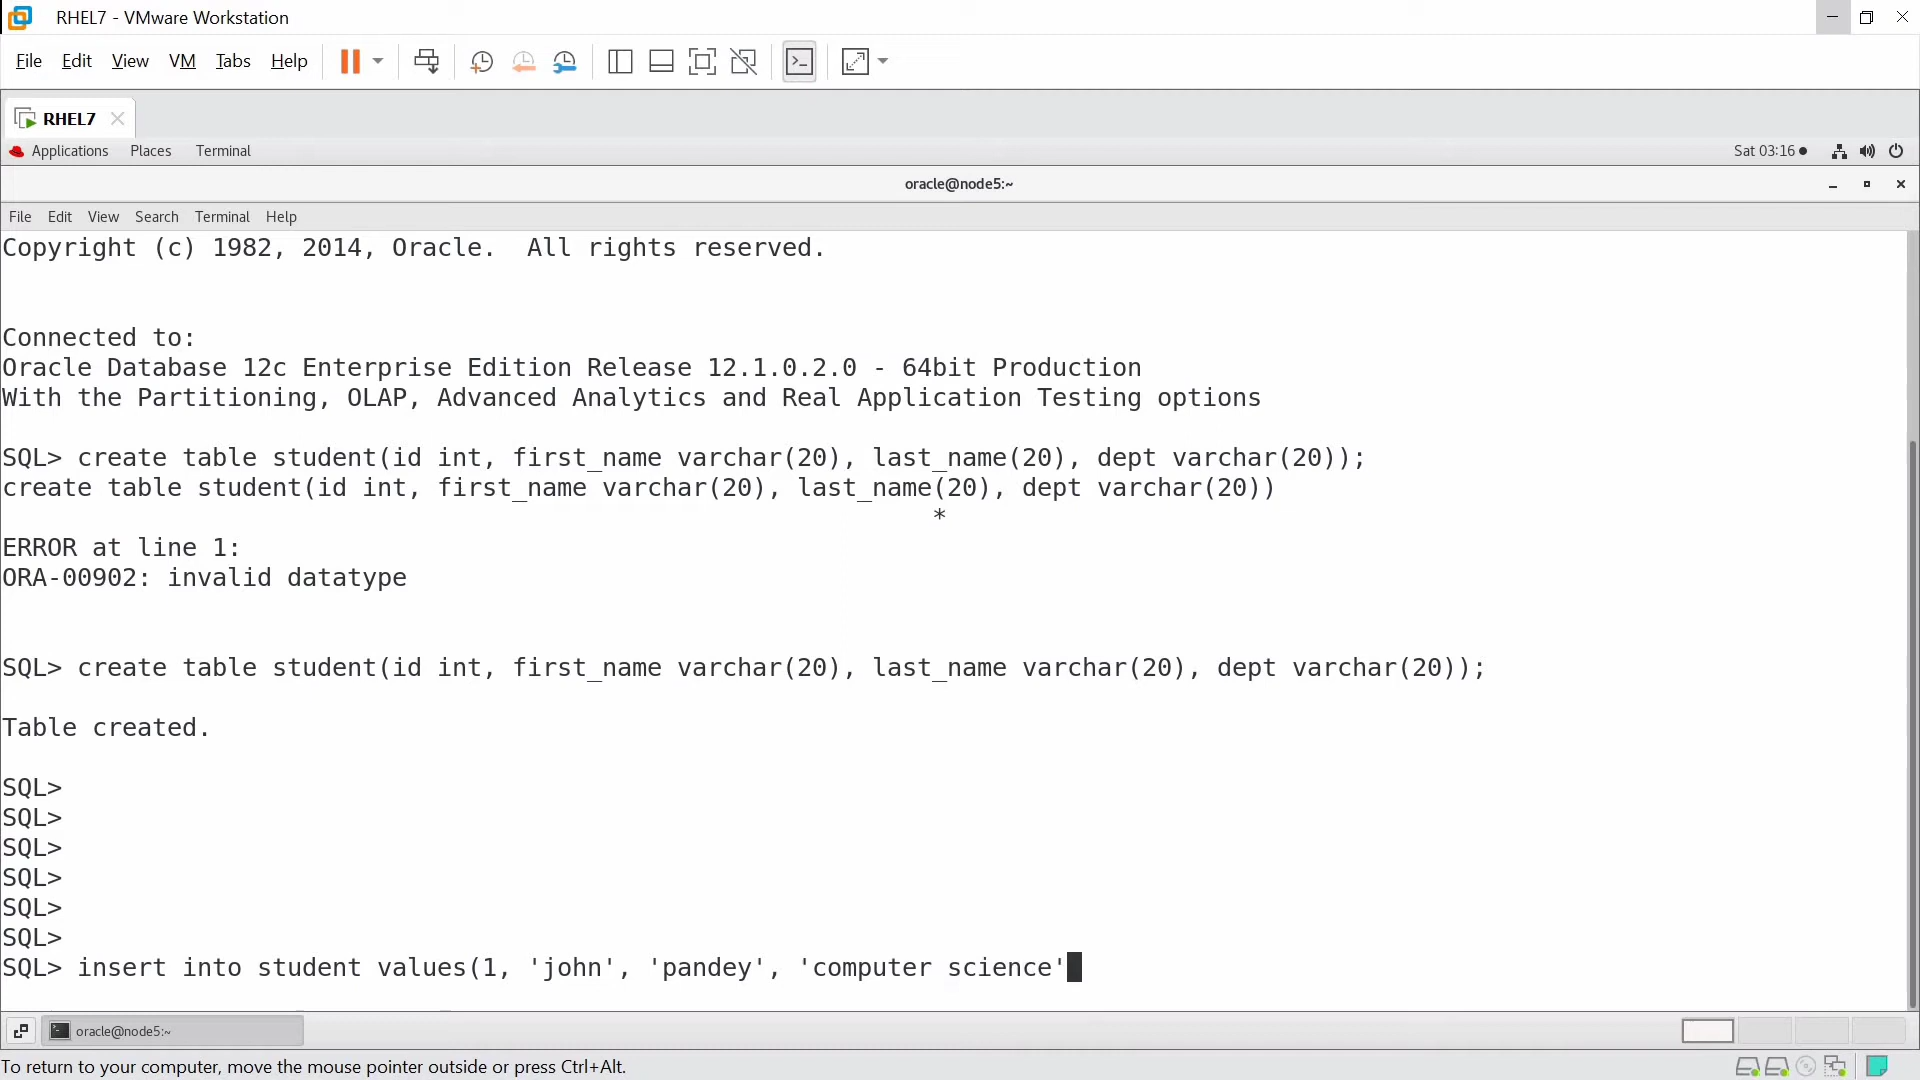 RHEL7 - VMware Workstation
File Edit View VM Tabs Help
RHEL7
Applications Places Terminal Sat 03:16
oracle@node5:~
File Edit View Search Terminal Help
Copyright (c) 1982, 2014, Oracle.  All rights reserved.
Connected to:
Oracle Database 12c Enterprise Edition Release 12.1.0.2.0 - 64bit Production
With the Partitioning, OLAP, Advanced Analytics and Real Application Testing options
SQL> create table student(id int, first_name varchar(20), last_name(20), dept varchar(20));
create table student(id int, first_name varchar(20), last_name(20), dept varchar(20))
*
ERROR at line 1:
ORA-00902: invalid datatype
SQL> create table student(id int, first_name varchar(20), last_name varchar(20), dept varchar(20));
Table created.
SQL>
SQL>
SQL>
SQL>
SQL>
SQL>
SQL> insert into student values(1, 'john', 'pandey', 'computer science'
oracle@node5:~
To return to your computer, move the mouse pointer outside or press Ctrl+Alt.